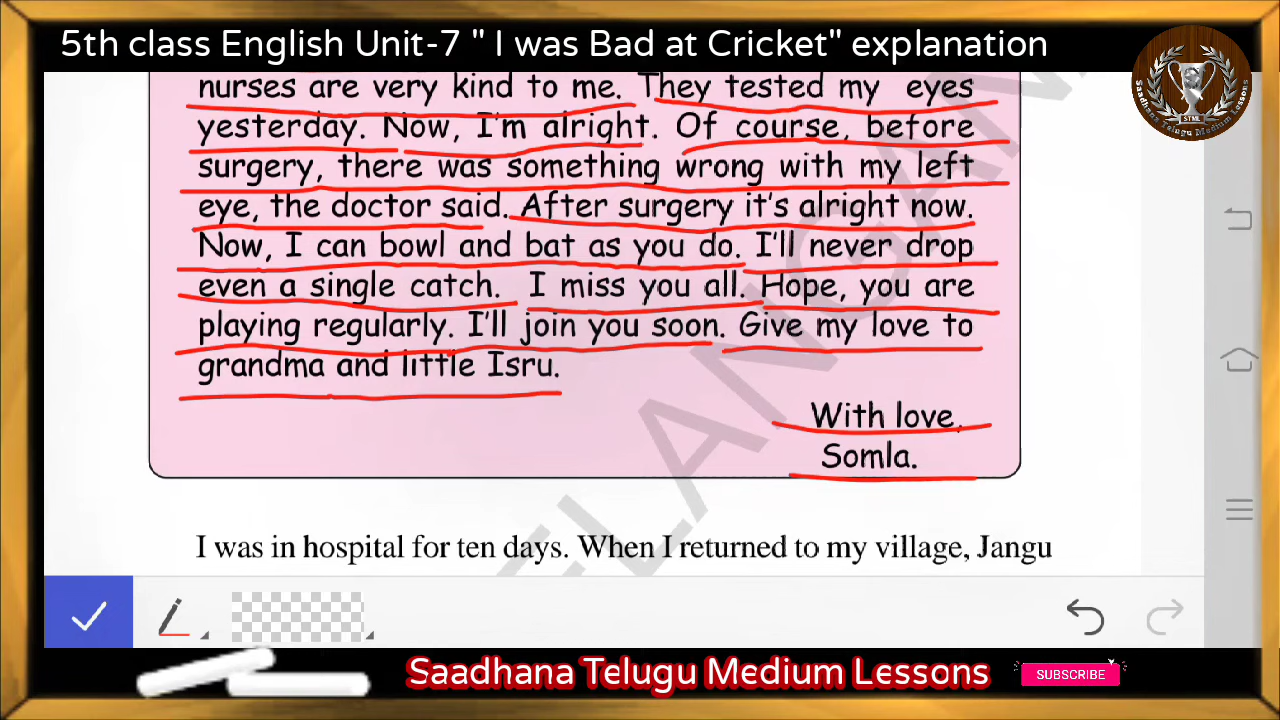 5th class English Unit-7 " I was Bad at Cricket" explanation
nurses are very kind to me. They tested my eyes
yesterday. Now, I'm alright. Of course, before
surgery, there was something wrong with my left
eye, the doctor said. After surgery it's alright now.
Now, I can bowl and bat as you do. I'll never drop
even a single catch. I miss you all. Hope, you are
playing regularly. I'll join you soon. Give my love to
grandma and little Isru.
With love,
Somla.
I was in hospital for ten days. When I returned to my village, Jangu
Saadhana Telugu Medium Lessons
SUBSCRIBE
Saadhana Telugu Medium Lessons
STML